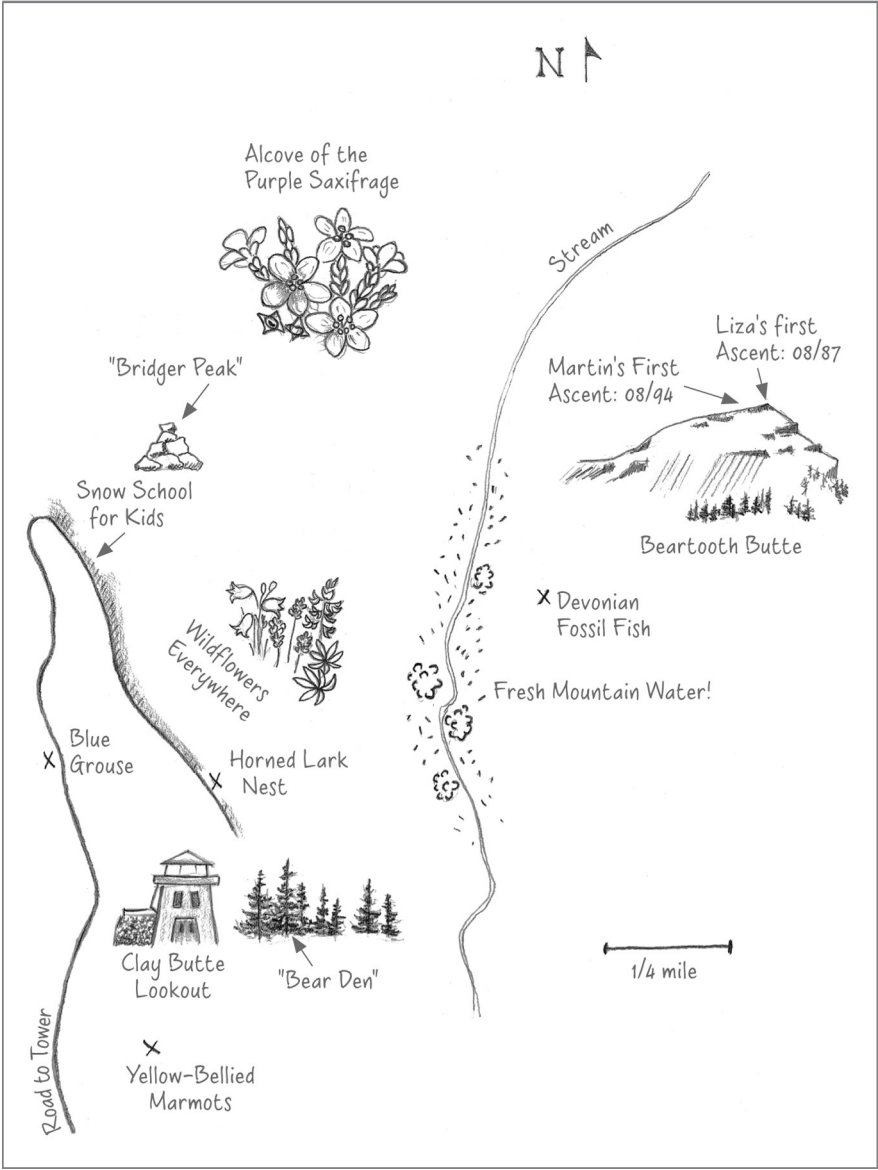 N
Alcove of the
Purple Saxifrage
Stream
Liza's first
Ascent: 08/87
Martin's First
Ascent: 08/94
"Bridger Peak"
Snow School
for Kids
Beartooth Butte
Devonian
Fossil Fish
Wildflowers
Everywhere
Fresh Mountain Water!
Blue
Grouse
Horned Lark
Nest
Clay Butte
Lookout
"Bear Den"
1/4 mile
Road to Tower
Yellow-Bellied
Marmots